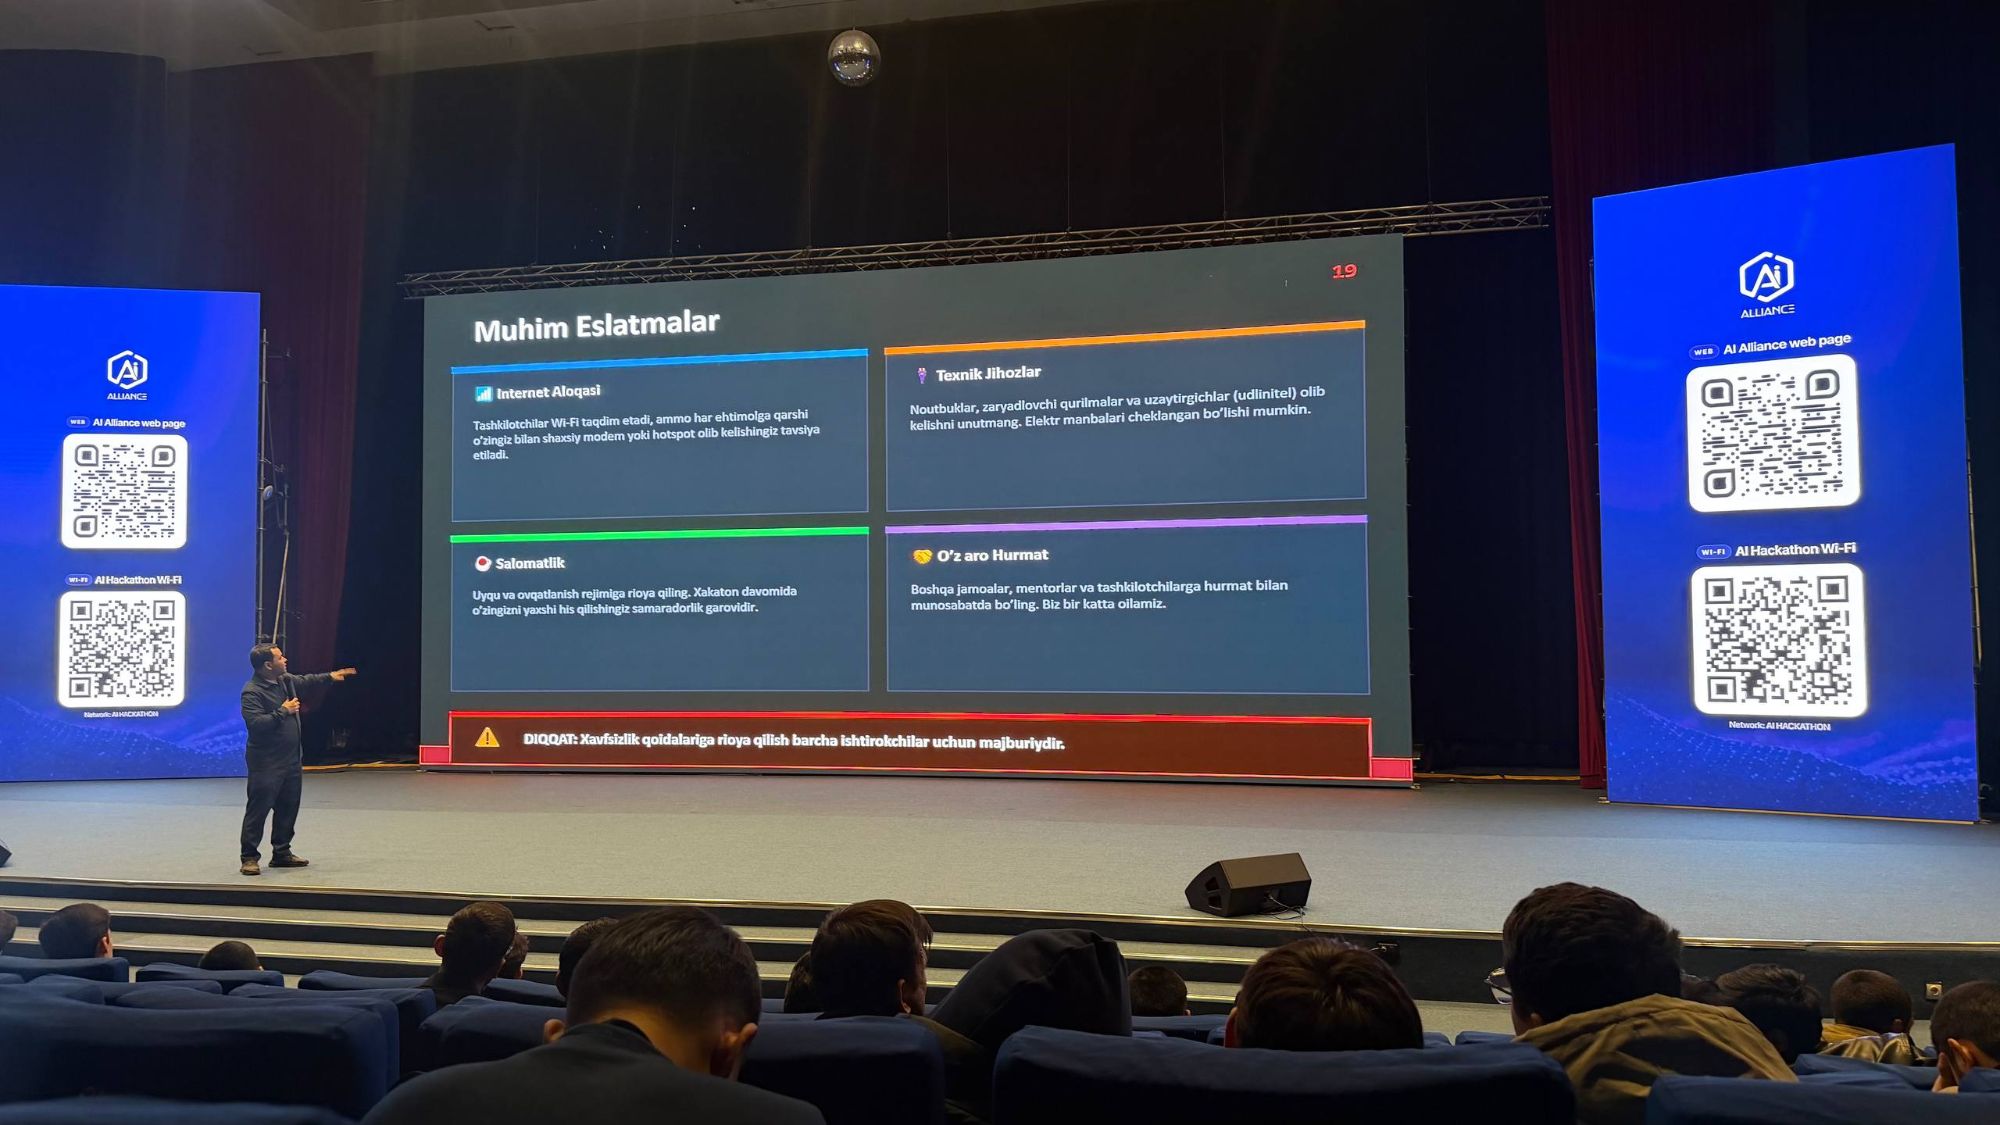 Ai
ALLIANCE
WEB AI Alliance web page
WI-FI AI Hackathon Wi-Fi
Network: AI HACKATHON
19
Muhim Eslatmalar
Internet Aloqasi
Tashkilotchilar Wi-Fi taqdim etadi, ammo har ehtimolga qarshi
o'zingiz bilan shaxsiy modem yoki hotspot olib kelishingiz tavsiya
etiladi.
Texnik Jihozlar
Noutbuklar, zaryadlovchi qurilmalar va uzaytirgichlar (udlinitel) olib
kelishni unutmang. Elektr manbalari cheklangan bo'lishi mumkin.
Salomatlik
Uyqu va ovqatlanish rejimiga rioya qiling. Xakaton davomida
o'zingizni yaxshi his qilishingiz samaradorlik garovidir.
O'z aro Hurmat
Boshqa jamoalar, mentorlar va tashkilotchilarga hurmat bilan
munosabatda bo'ling. Biz bir katta oilamiz.
DIQQAT: Xavfsizlik qoidalariga rioya qilish barcha ishtirokchilar uchun majburiydir.
Ai
ALLIANCE
WEB AI Alliance web page
WI-FI AI Hackathon Wi-Fi
Network: AI HACKATHON